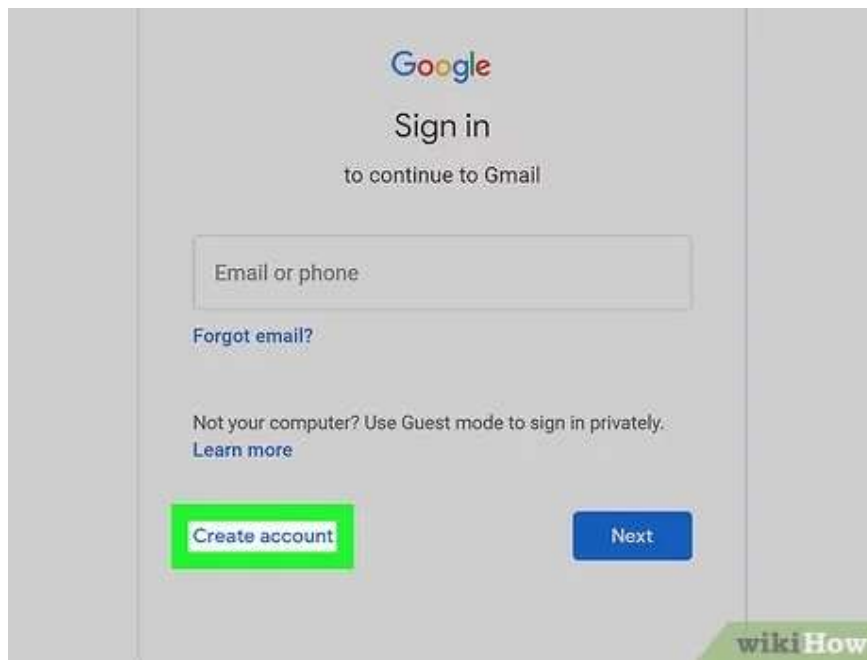 Google
Sign in
to continue to Gmail
Email or phone
Forgot email?
Not your computer? Use Guest mode to sign in privately.
Learn more
Create account
Next
wikiHow